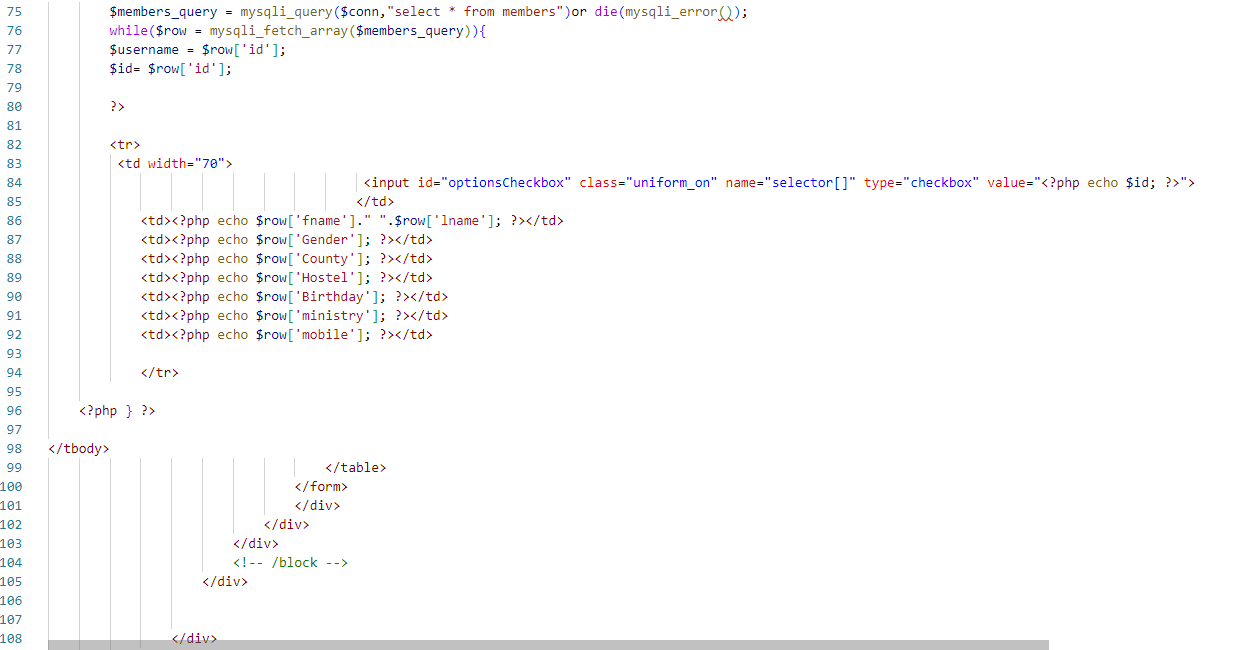 75 $members_query = mysqli_query($conn,"select * from members")or die(mysqli_error());
76 while($row = mysqli_fetch_array($members_query)){
77 $username = $row['id'];
78 $id= $row['id'];
79
80 ?>
81
82 <tr>
83 <td width="70">
84 <input id="optionsCheckbox" class="uniform_on" name="selector[]" type="checkbox" value="<?php echo $id; ?>">
85 </td>
86 <td><?php echo $row['fname']." ".$row['lname']; ?></td>
87 <td><?php echo $row['Gender']; ?></td>
88 <td><?php echo $row['County']; ?></td>
89 <td><?php echo $row['Hostel']; ?></td>
90 <td><?php echo $row['Birthday']; ?></td>
91 <td><?php echo $row['ministry']; ?></td>
92 <td><?php echo $row['mobile']; ?></td>
93
94 </tr>
95
96 <?php } ?>
97
98 </tbody>
99 </table>
100 </form>
101 </div>
102 </div>
103 </div>
104 <!-- /block -->
105 </div>
106
107
108 </div>